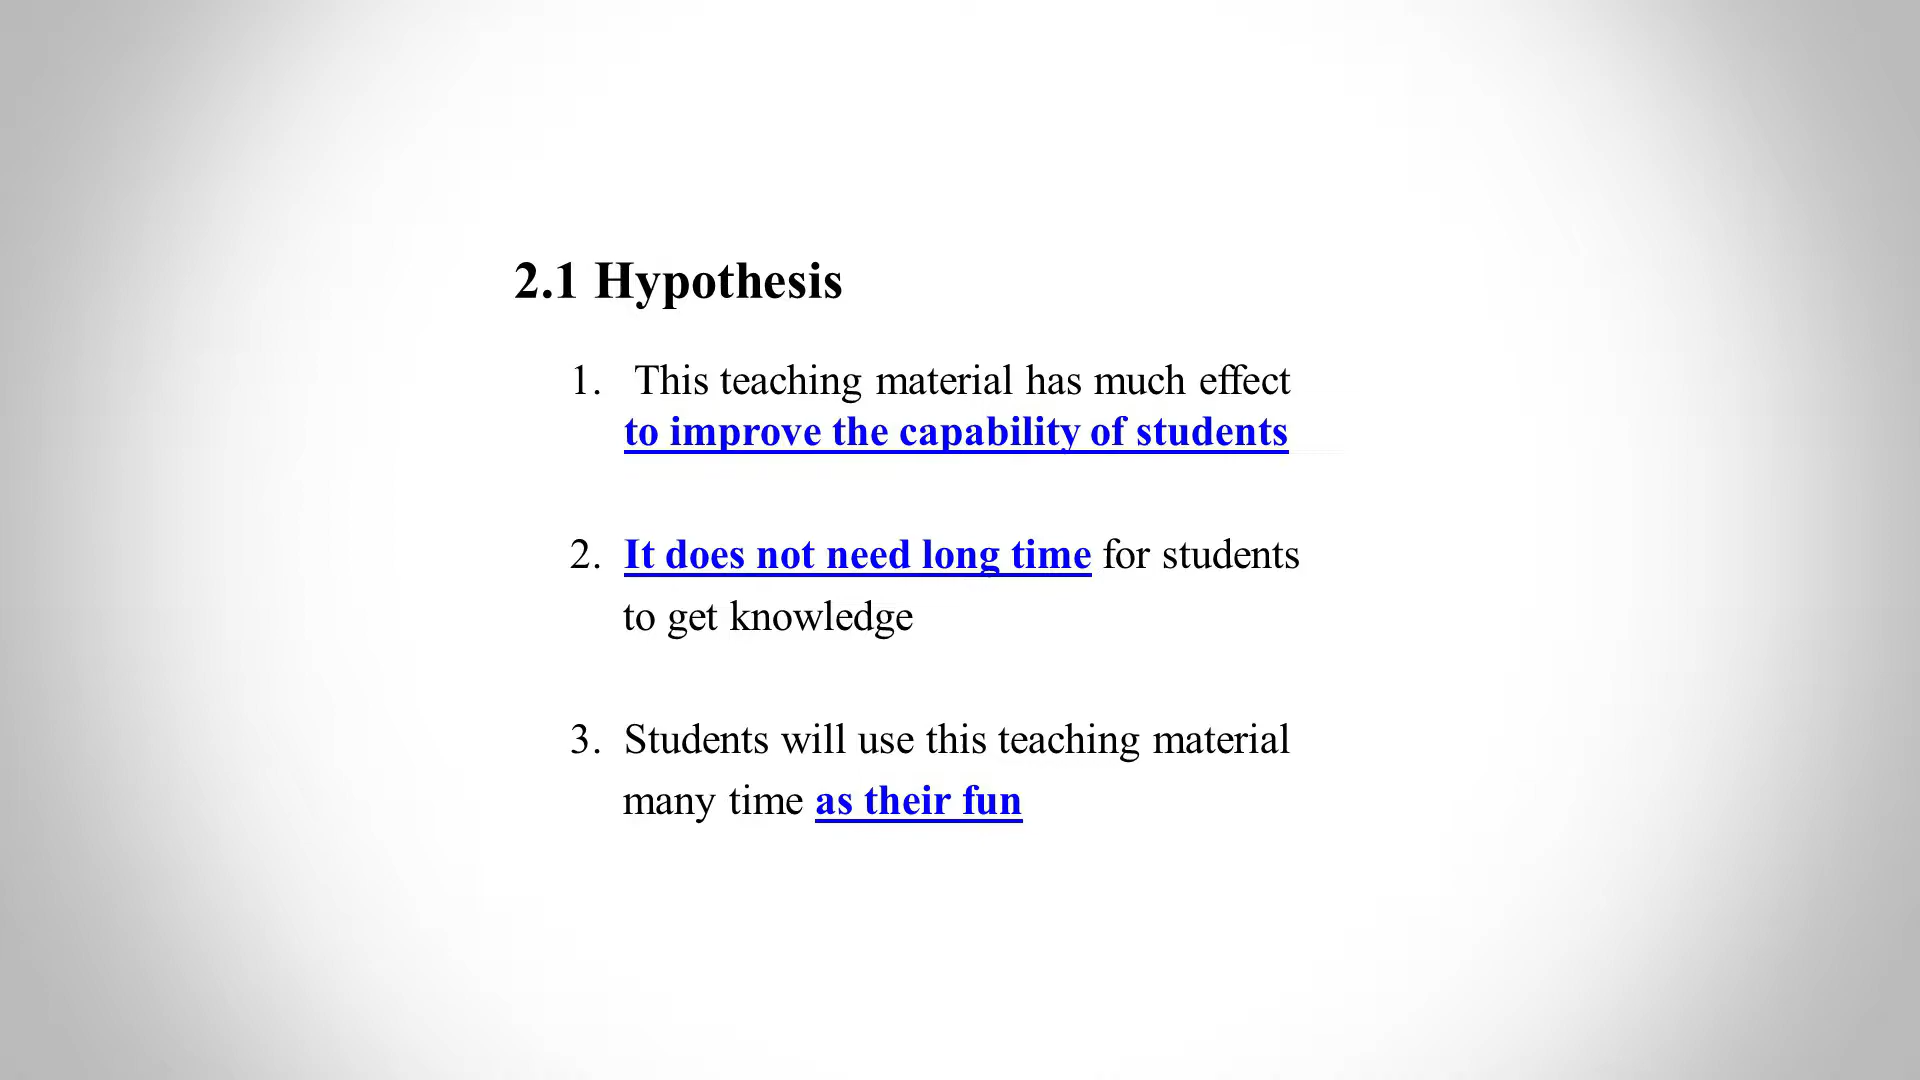 2.1 Hypothesis
1. This teaching material has much effect
to improve the capability of students
2. It does not need long time for students
to get knowledge
3. Students will use this teaching material
many time as their fun